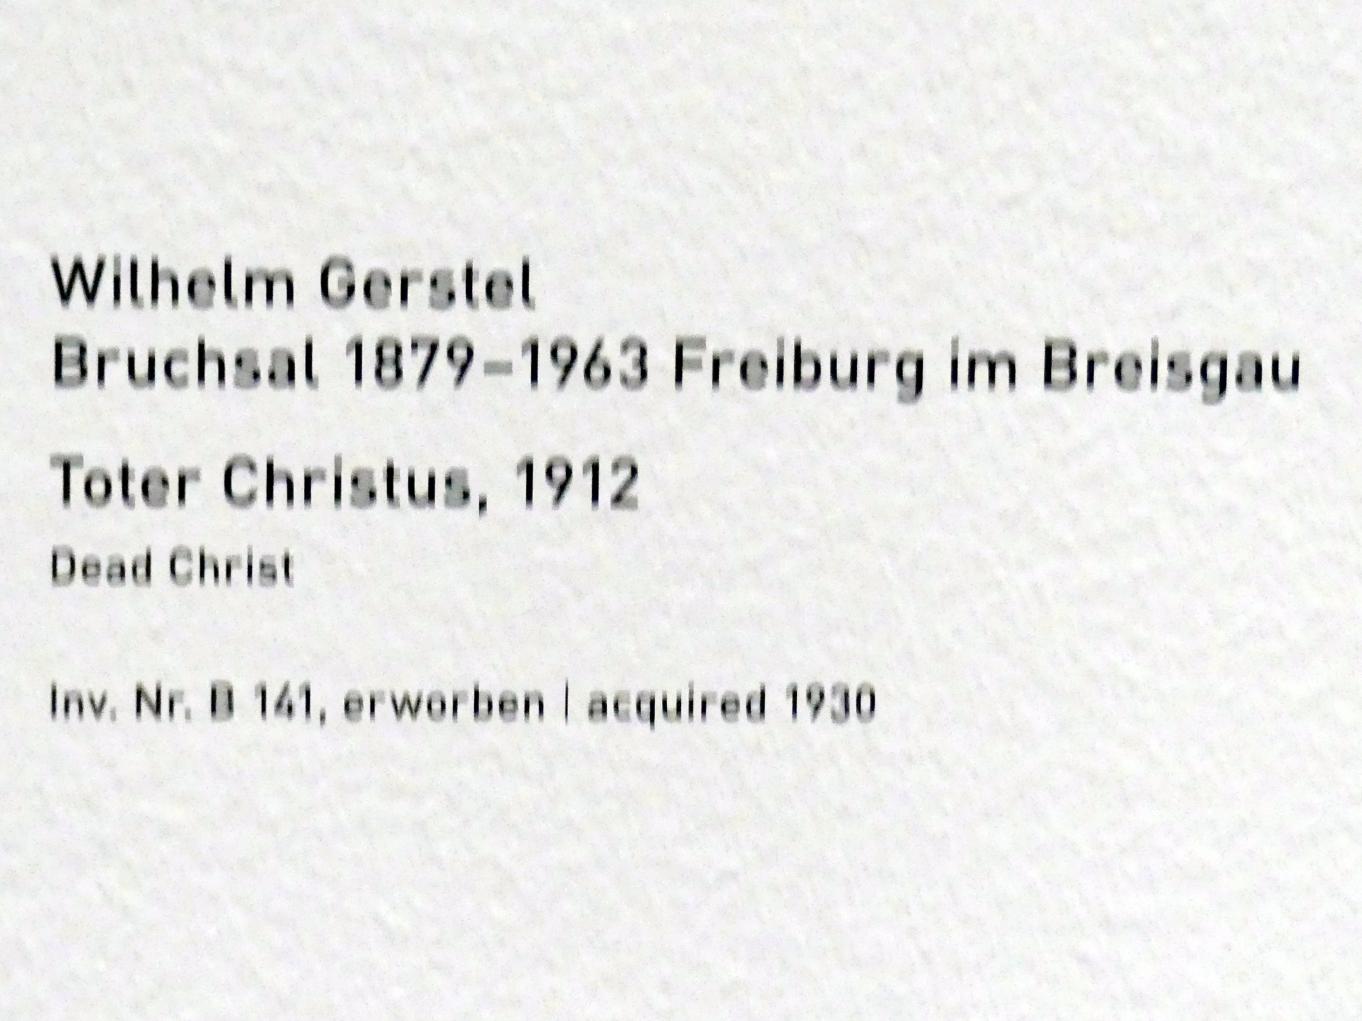 Wilhelm Gerstel
Bruchsal 1879–1963 Freiburg im Breisgau
Toter Christus, 1912
Dead Christ
Inv. Nr. B 141, erworben | acquired 1930